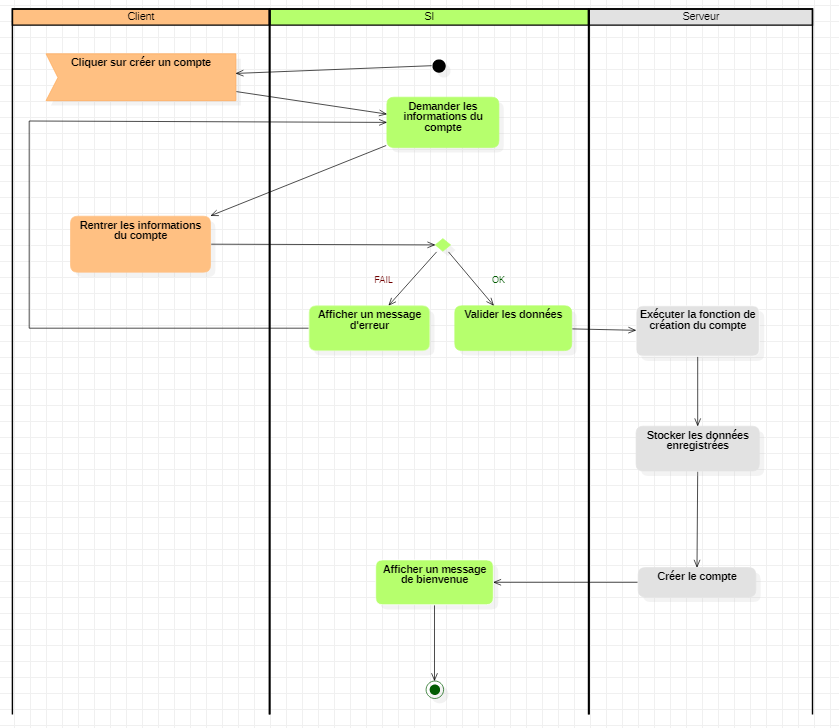 Client
SI
Serveur
Cliquer sur créer un compte
Demander les
informations du
compte
Rentrer les informations
du compte
FAIL
OK
Afficher un message
d'erreur
Valider les données
Exécuter la fonction de
création du compte
Stocker les données
enregistrées
Afficher un message
de bienvenue
Créer le compte